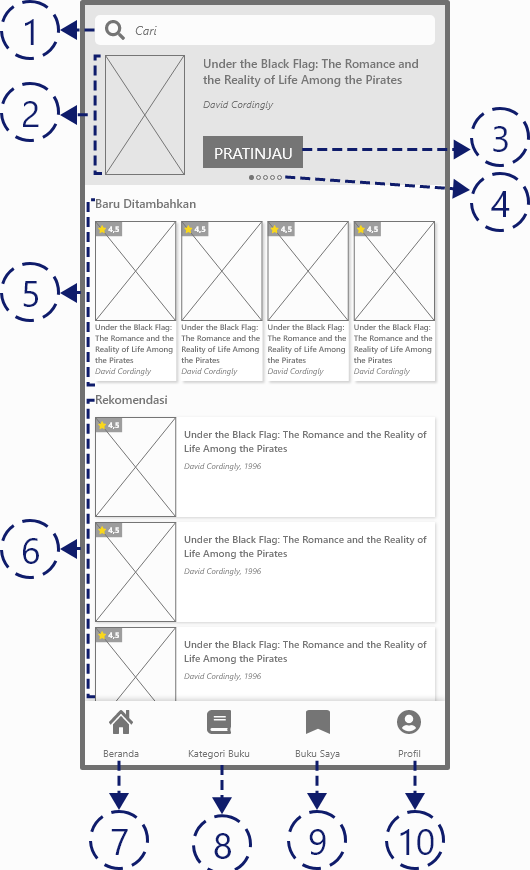 1
Cari
2
Under the Black Flag: The Romance and
the Reality of Life Among the Pirates
David Cordingly
PRATINJAU
3
4
Baru Ditambahkan
5
4,5
4,5
4,5
4,5
Under the Black Flag:
The Romance and the
Reality of Life Among
the Pirates
David Cordingly
Under the Black Flag:
The Romance and the
Reality of Life Among
the Pirates
David Cordingly
Under the Black Flag:
The Romance and the
Reality of Life Among
the Pirates
David Cordingly
Under the Black Flag:
The Romance and the
Reality of Life Among
the Pirates
David Cordingly
Rekomendasi
4,5
Under the Black Flag: The Romance and the Reality of
Life Among the Pirates
David Cordingly, 1996
6
4,5
Under the Black Flag: The Romance and the Reality of
Life Among the Pirates
David Cordingly, 1996
4,5
Under the Black Flag: The Romance and the Reality of
Life Among the Pirates
David Cordingly, 1996
Beranda
Kategori Buku
Buku Saya
Profil
7
8
9
10